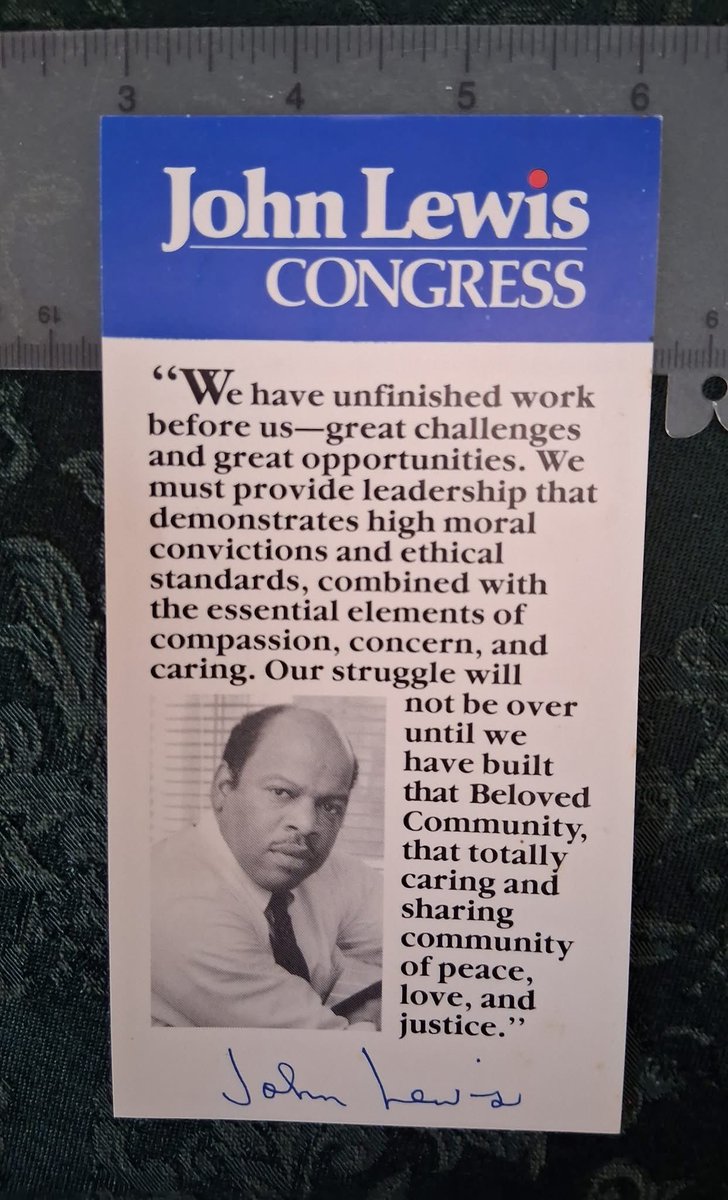 3 4 5 6
John Lewis
CONGRESS
19
9
“We have unfinished work
before us—great challenges
and great opportunities. We
must provide leadership that
demonstrates high moral
convictions and ethical
standards, combined with
the essential elements of
compassion, concern, and
caring. Our struggle will
not be over
until we
have built
that Beloved
Community,
that totally
caring and
sharing
community
of peace,
love, and
justice.”
John Lewis